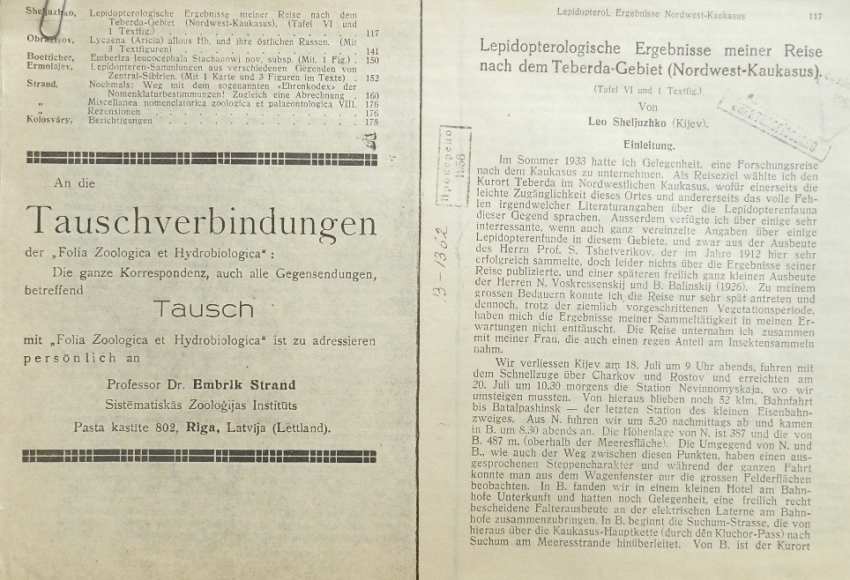 Sheljuzhko, Lepidopterologische Ergebnisse meiner Reise nach dem
Teberda-Gebiet (Nordwest.-Kaukasus). (Tafel VI und
1 Textfig.) . . . 117
Obraztsov, Lycaena (Aricia) allous Hb. und ihre östlichen Rassen. (Mit
3 Textfiguren) . . . 141
Boetticher, Emberiza leucocephala Stachanowi nov. subsp. (Mit 1 Fig.) . 150
Ermolajev, Lepidopteren-Sammlungen aus verschiedenen Gegenden von
Zentral-Sibirien. (Mit 1 Karte und 3 Figuren im Texte) . . 152
Strand, Nochmals: Weg mit dem sogenannten «Ehrenkodex» der
Nomenklaturbestimmungen! Zugleich eine Abrechnung . 160
„ Miscellanea nomenclatorica zoologica et palaeontologica VIII. 176
„ Rezensionen . . . 176
Kolosváry, Berichtigungen . . . 178
An die
Tauschverbindungen
der „Folia Zoologica et Hydrobiologica“ :
Die ganze Korrespondenz, auch alle Gegensendungen,
betreffend
Tausch
mit „Folia Zoologica et Hydrobiologica“ ist zu adressieren
persönlich an
Professor Dr. Embrik Strand
Sistēmatiskās Zooloģijas Institūts
Pasta kastīte 802, Riga, Latvija (Lettland).
Lepidopterol. Ergebnisse Nordwest-Kaukasus 117
Lepidopterologische Ergebnisse meiner Reise
nach dem Teberda-Gebiet (Nordwest-Kaukasus).
(Tafel VI und 1 Textfig.)
Von
Leo Sheljuzhko (Kijev).
Einleitung.
Im Sommer 1933 hatte ich Gelegenheit, eine Forschungsreise
nach dem Kaukasus zu unternehmen. Als Reiseziel wählte ich den
Kurort Teberda im Nordwestlichen Kaukasus, wofür einerseits die
leichte Zugänglichkeit dieses Ortes und andererseits das volle Feh-
len irgendwelcher Literaturangaben über die Lepidopterenfauna
dieser Gegend sprachen. Ausserdem verfügte ich über einige sehr
interressante, wenn auch ganz vereinzelte Angaben über einige
Lepidopterenfunde in diesem Gebiete, und zwar aus der Ausbeute
des Herrn Prof. S. Tshetverikov, der im Jahre 1912 hier sehr
erfolgreich sammelte, doch leider nichts über die Ergebnisse seiner
Reise publizierte, und einer späteren freilich ganz kleinen Ausbeute
der Herren N. Voskressenskij und B. Balinskij (1926). Zu meinem
grossen Bedauern konnte ich die Reise nur sehr spät antreten und
dennoch, trotz der ziemlich vorgeschrittenen Vegetationsperiode,
haben mich die Ergebnisse meiner Sammeltätigkeit in meinen Er-
wartungen nicht enttäuscht. Die Reise unternahm ich zusammen
mit meiner Frau, die auch einen regen Anteil am Insektensammeln
nahm.
Wir verliessen Kijev am 18. Juli um 9 Uhr abends, fuhren mit
dem Schnellzuge über Charkov und Rostov und erreichten am
20. Juli um 10.30 morgens die Station Nevinnomyskaja, wo wir
umsteigen mussten. Von hieraus blieben noch 52 klm. Bahnfahrt
bis Batalpashinsk — der letzten Station des kleinen Eisenbahn-
zweiges. Aus N. fuhren wir um 5.20 nachmittags ab und kamen
in B. um 8.30 abends an. Die Höhenlage von N. ist 387 und die von
B. 487 m. (oberhalb der Meeresfläche). Die Umgegend von N. und
B., wie auch der Weg zwischen diesen Punkten, haben einen aus-
gesprochenen Steppencharakter und während der ganzen Fahrt
konnte man aus dem Wagenfenster nur die grossen Felderflächen
beobachten. In B. fanden wir in einem kleinen Hotel am Bahn-
hofe Unterkunft und hatten noch Gelegenheit, eine freilich recht
bescheidene Falterausbeute an der elektrischen Laterne am Bahn-
hofe zusammenzubringen. In B. beginnt die Suchum-Strasse, die von
hieraus über die Kaukasus-Hauptkette (durch den Kluchor-Pass) nach
Suchum am Meeresstrande hinüberleitet. Von B. ist der Kurort
Проверено
1956